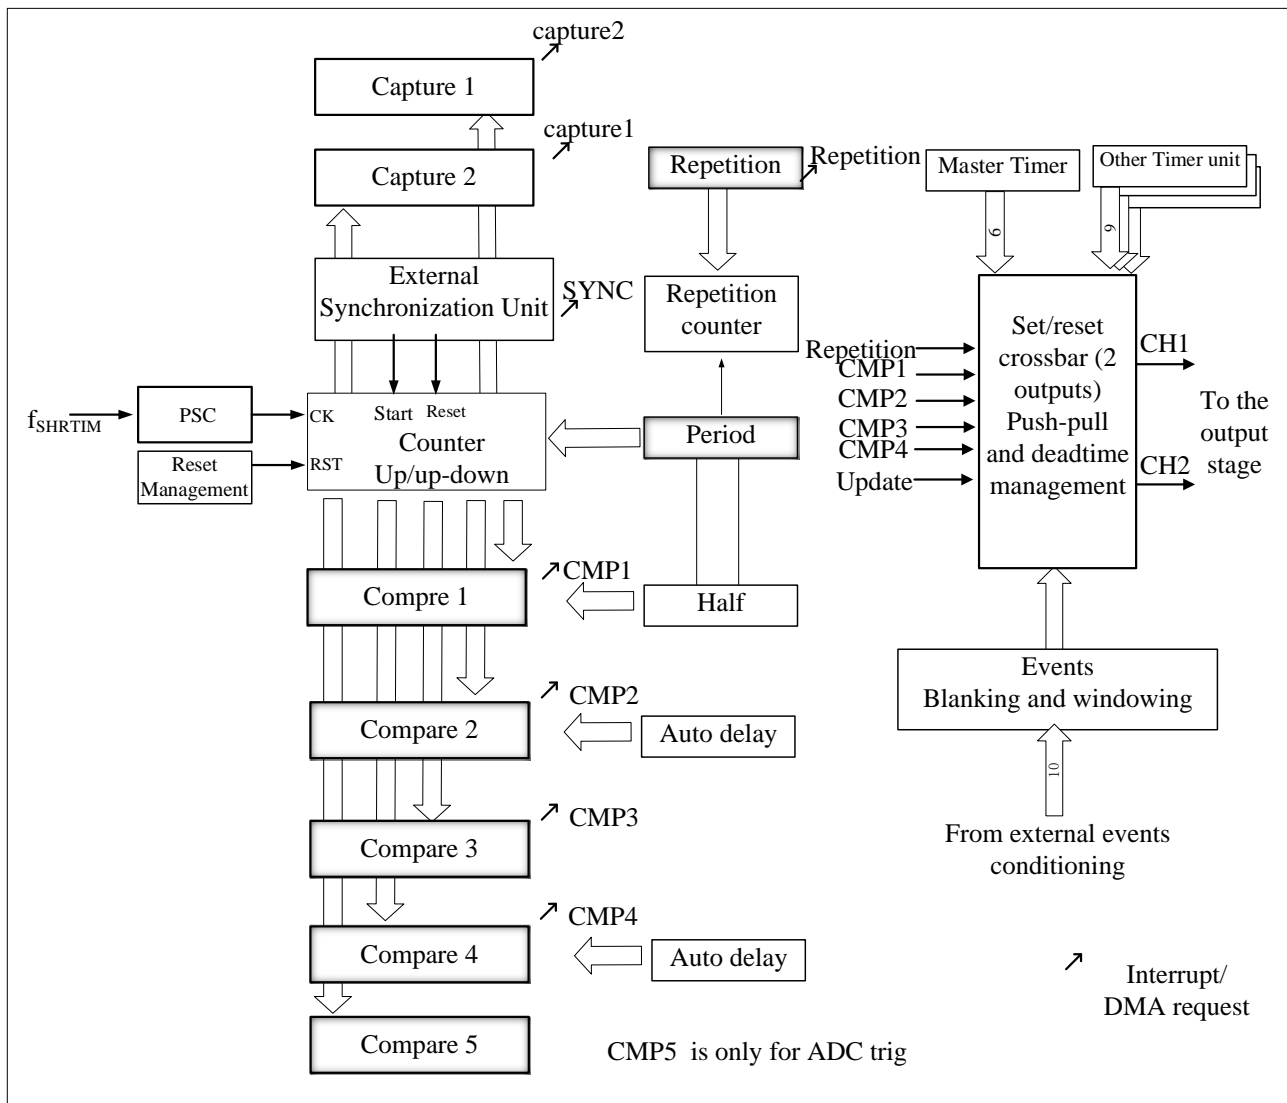 capture2
Capture 1
capture1
Capture 2
Repetition
Repetition
Master Timer
Other Timer unit
6
9
External
Synchronization Unit
SYNC
Repetition
counter
Set/reset
crossbar (2
outputs)
Push-pull
and deadtime
management
Repetition
CMP1
CMP2
CMP3
CMP4
Update
CH1
CH2
To the
output
stage
fSHRTIM
PSC
CK
Start
Reset
Counter
Up/up-down
RST
Reset
Management
Period
CMP1
Compre 1
Half
CMP2
Compare 2
Auto delay
Events
Blanking and windowing
10
From external events
conditioning
CMP3
Compare 3
CMP4
Compare 4
Auto delay
Interrupt/
DMA request
Compare 5
CMP5 is only for ADC trig